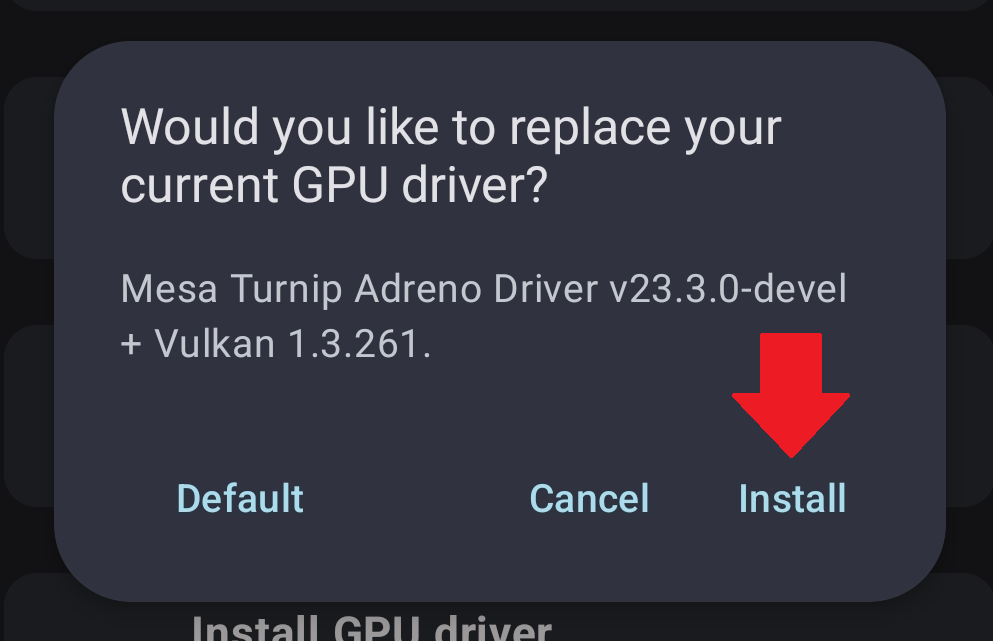 Would you like to replace your
current GPU driver?
Mesa Turnip Adreno Driver v23.3.0-devel
+ Vulkan 1.3.261.
Default Cancel Install
Install GPU driver